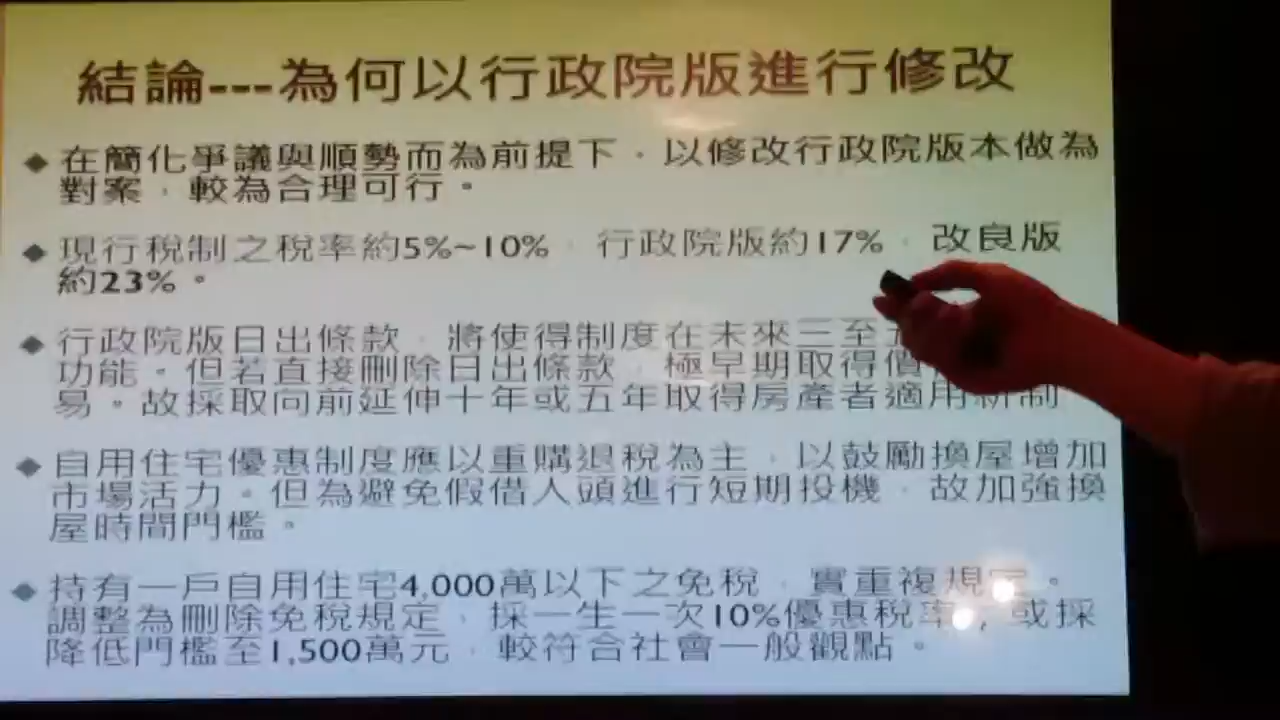 結論---為何以行政院版進行修改
◆在簡化爭議與順勢而為前提下,以修改行政院版本做為
對案,較為合理可行。
◆現行稅制之稅率約5%~10%,行政院版約17%,改良版
約23%。
◆行政院版日出條款,將使得制度在未來三至
功能。但若直接刪除日出條款,極早期取得
易。故採取向前延伸十年或五年取得房產者適用新制
◆自用住宅優惠制度應以重購退稅為主,以鼓勵換屋增加
市場活力。但為避免假借人頭進行短期投機,故加強換
屋時間門檻。
◆持有一戶自用住宅4,000萬以下之免稅,實重複規定。
調整為刪除免稅規定,採一生一次10%優惠稅率,或採
降低門檻至1,500萬元,較符合社會一般觀點。